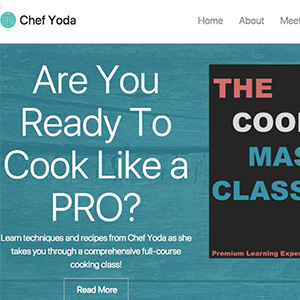 Chef Yoda
Home
About
Meet
Are You
Ready To
Cook Like a
PRO?
Learn techniques and recipes from Chef Yoda as she
takes you through a comprehensive full-course
cooking class!
Read More
THE
COO
MAS
CLASS
Premium Learning Exper